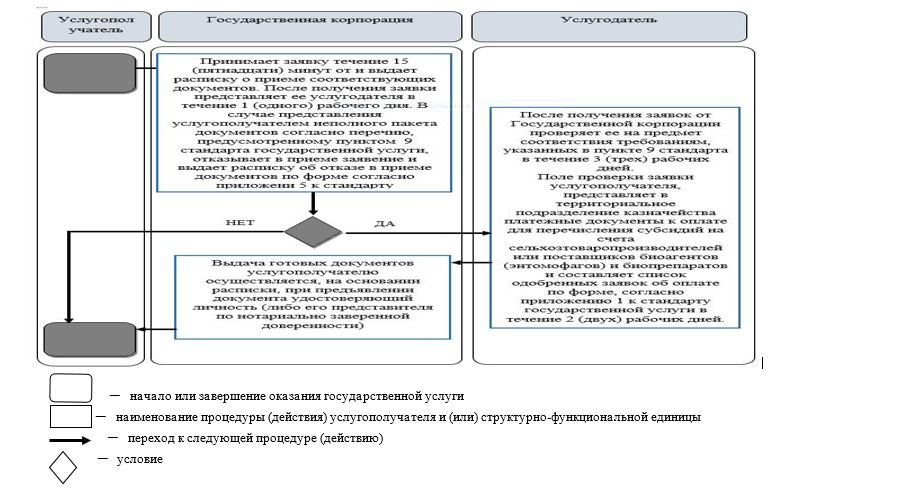 Услугопол
учатель
Государственная корпорация
Услугодатель
Принимает заявку течение 15
(пятнадцати) минут от и выдает
расписку о приеме соответствующих
документов. После получения заявки
представляет ее услугодателя в
течение 1 (одного) рабочего дня. В
случае представления
услугополучателем неполного пакета
документов согласно перечню,
предусмотренному пунктом 9
стандарта государственной услуги,
отказывает в приеме заявение и
выдает расписку об отказе в приеме
документов по форме согласно
приложени 5 к стандарту
НЕТ
ДА
Выдача готовых документов
услугополучателю
осуществляется, на основании
расписки, при предъявлении
документа удостоверяющий
личность (либо его представителя
по нотариально заверенной
доверенности)
После получения заявок от
Государственной корпорации
проверяет ее на предмет
соответствия требованиям,
указанных в пункте 9 стандарта
в течение 3 (трех) рабочих
дней.
Поле проверки заявки
услугополучателя,
представляет в
территориальное
подразделение казначейства
платежные документы к оплате
для перечисления субсидий на
счета
сельхозтоваропроизводителей
или поставщиков биоагентов
(энтомофагов) и биопрепаратов
и составляет список
одобренных заявок об оплате
по форме, согласно
приложению 1 к стандарту
государственной услуги в
течение 2 (двух) рабочих дней.
— начало или завершение оказания государственной услуги
— наименование процедуры (действия) услугополучателя и (или) структурно-функциональной единицы
— переход к следующей процедуре (действию)
— условие